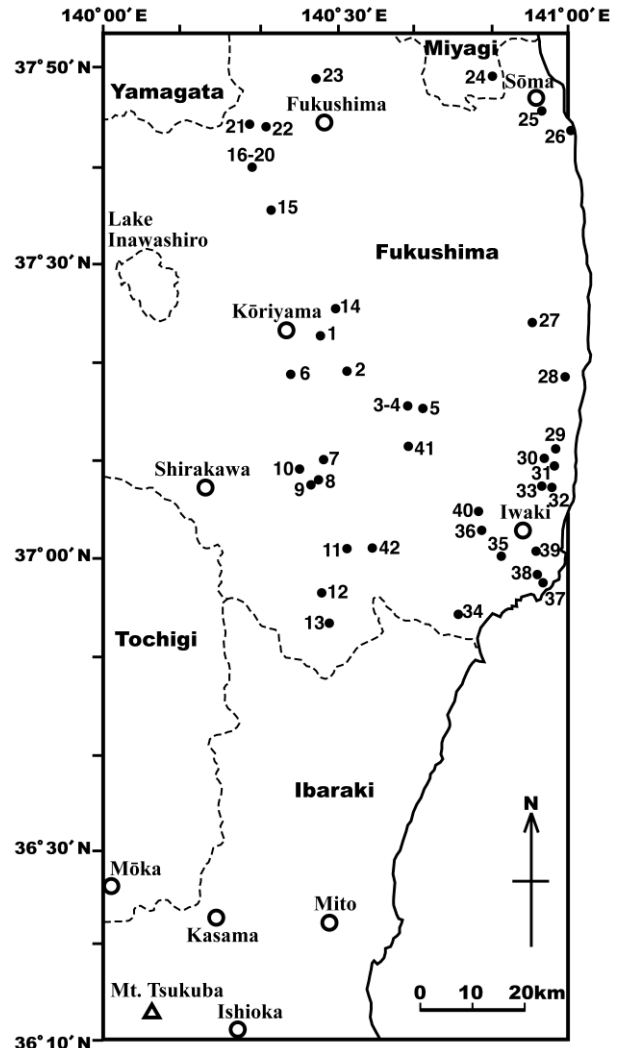 140°00´E 140°30´E 141°00´E
Miyagi
37°50´N
23
24
Sōma
Yamagata
Fukushima
25
21
22
26
16-20
15
Lake
Inawashiro
Fukushima
37°30´N
14
Kōriyama
27
1
2
6
28
3-4
5
41
29
7
30
10
31
Shirakawa
8
9
33
32
40
Iwaki
36
35
39
37°00´N
11
42
38
37
12
34
13
Tochigi
Ibaraki
N
36°30´N
Mōka
Mito
Kasama
Mt. Tsukuba
Ishioka
0 10 20km
36°10´N